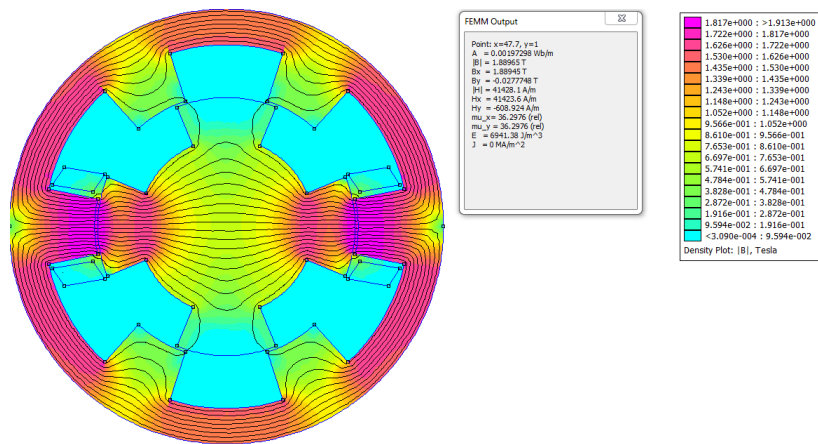 FEMM Output
Point: x=47.7, y=1
A = 0.00197298 Wb/m
|B| = 1.88965 T
Bx = 1.88945 T
By = -0.0277748 T
|H| = 41428.1 A/m
Hx = 41423.6 A/m
Hy = -608.924 A/m
mu_x= 36.2976 (rel)
mu_y = 36.2976 (rel)
E = 6941.38 J/m^3
J = 0 MA/m^2
1.817e+000 : >1.913e+000
1.722e+000 : 1.817e+000
1.626e+000 : 1.722e+000
1.530e+000 : 1.626e+000
1.435e+000 : 1.530e+000
1.339e+000 : 1.435e+000
1.243e+000 : 1.339e+000
1.148e+000 : 1.243e+000
1.052e+000 : 1.148e+000
9.566e-001 : 1.052e+000
8.610e-001 : 9.566e-001
7.653e-001 : 8.610e-001
6.697e-001 : 7.653e-001
5.741e-001 : 6.697e-001
4.784e-001 : 5.741e-001
3.828e-001 : 4.784e-001
2.872e-001 : 3.828e-001
1.916e-001 : 2.872e-001
9.594e-002 : 1.916e-001
<3.090e-004 : 9.594e-002
Density Plot: |B|, Tesla